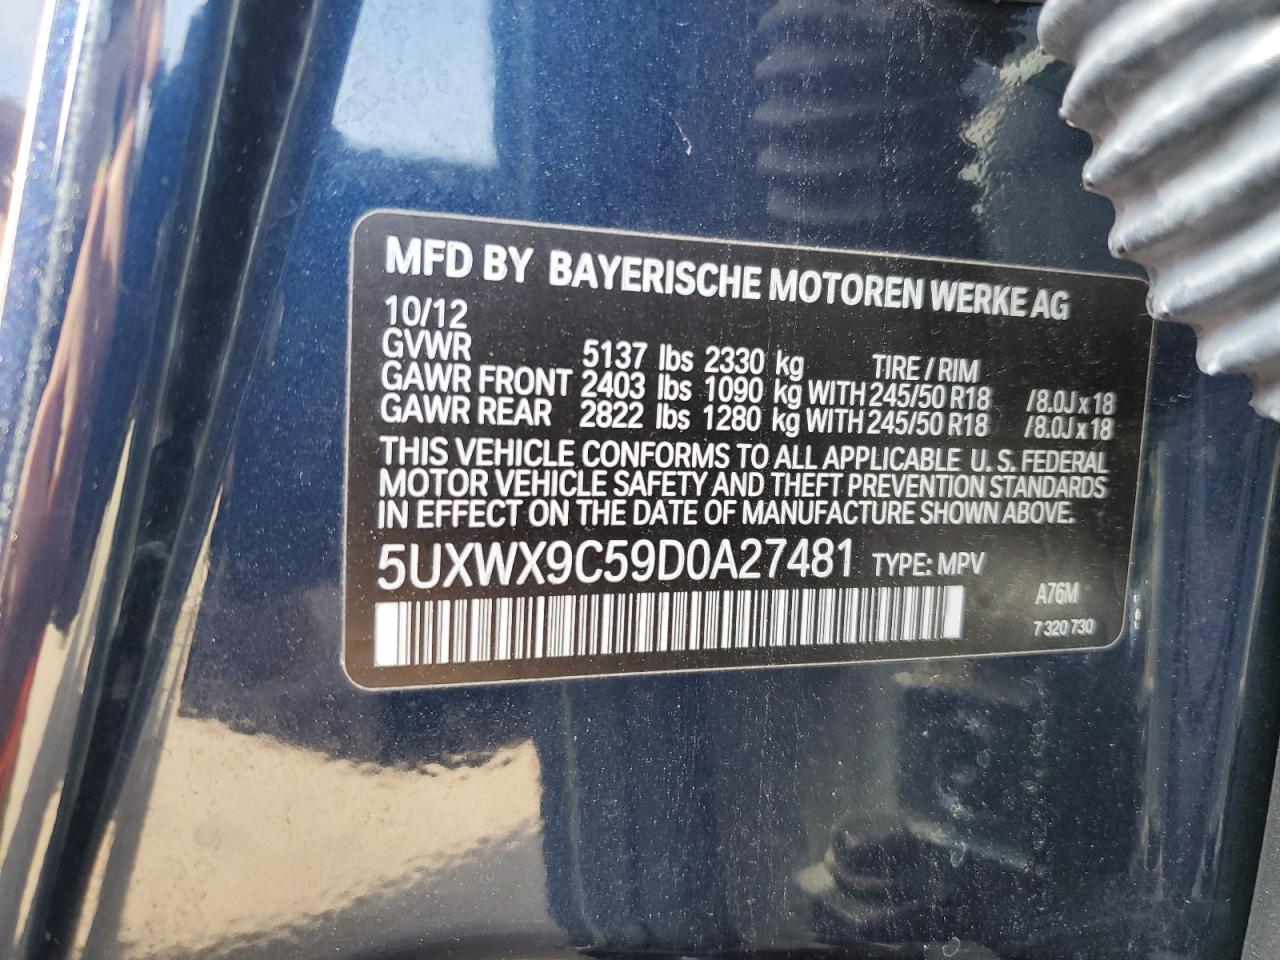 MFD BY BAYERISCHE MOTOREN WERKE AG
10/12
GVWR 5137 lbs 2330 kg TIRE / RIM
GAWR FRONT 2403 lbs 1090 kg WITH 245/50 R18 /8.0J x 18
GAWR REAR 2822 lbs 1280 kg WITH 245/50 R18 /8.0J x 18
THIS VEHICLE CONFORMS TO ALL APPLICABLE U. S. FEDERAL
MOTOR VEHICLE SAFETY AND THEFT PREVENTION STANDARDS
IN EFFECT ON THE DATE OF MANUFACTURE SHOWN ABOVE.
5UXWX9C59D0A27481 TYPE: MPV
A76M
7 320 730